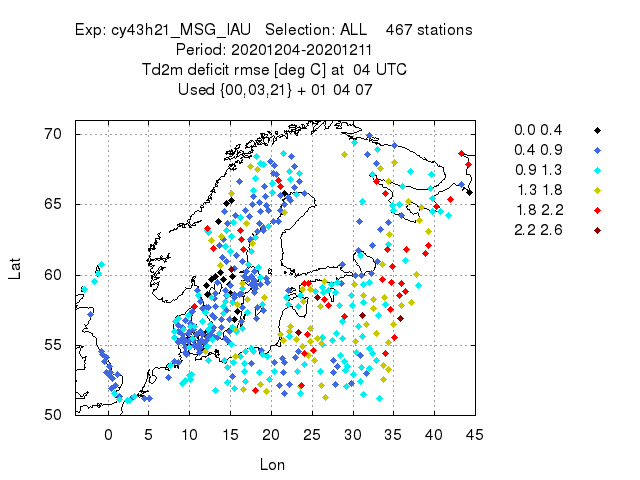 Exp: cy43h21_MSG_IAU   Selection: ALL    467 stations
Period: 20201204-20201211
Td2m deficit rmse [deg C] at  04 UTC
Used {00,03,21} + 01 04 07
0.0 0.4
0.4 0.9
0.9 1.3
1.3 1.8
1.8 2.2
2.2 2.6
70
65
60
55
50
Lat
0 5 10 15 20 25 30 35 40 45
Lon